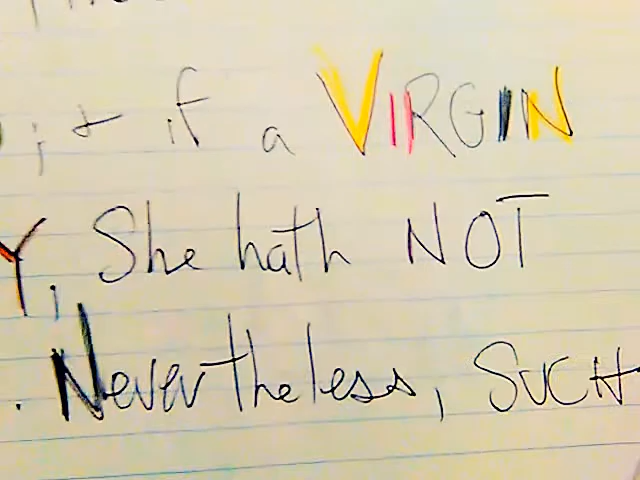 ; & if a VIRGIN
Y, She hath NOT
. Nevertheless, SUCH